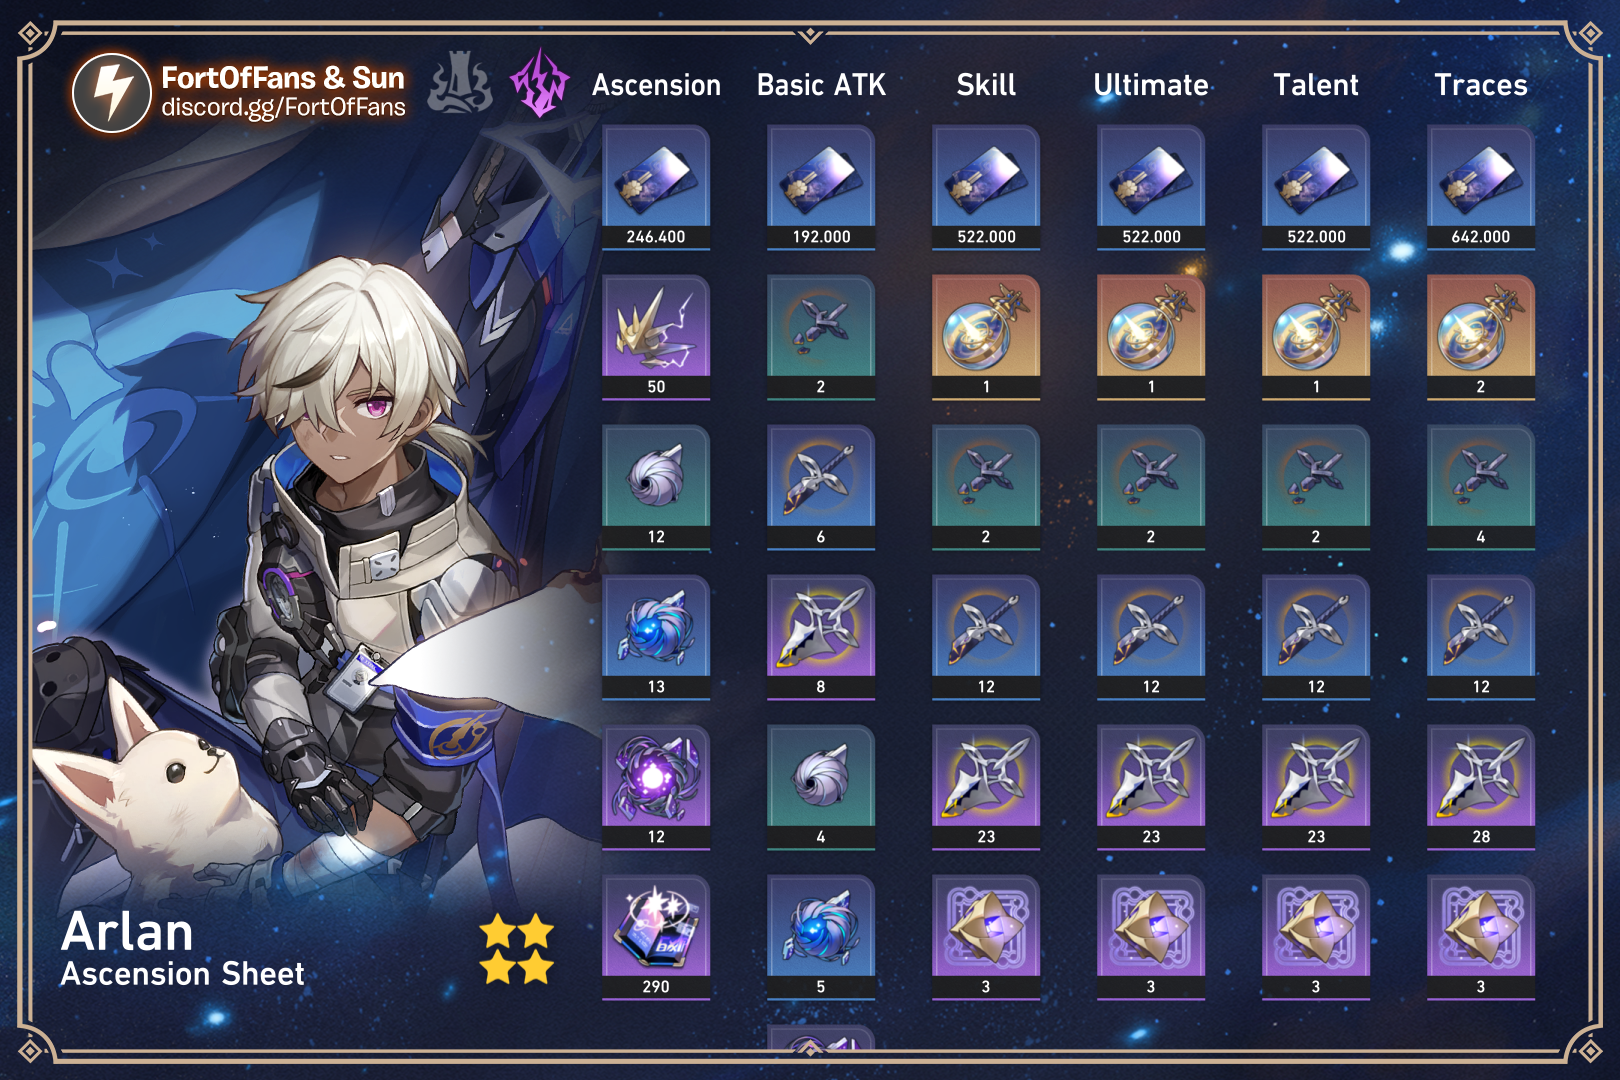 FortOfFans & Sun
discord.gg/FortOfFans
Ascension Basic ATK Skill Ultimate Talent Traces
246.400 192.000 522.000 522.000 522.000 642.000
50 2 1 1 1 2
12 6 2 2 2 4
13 8 12 12 12 12
12 4 23 23 23 28
290 5 3 3 3 3
Arlan
Ascension Sheet